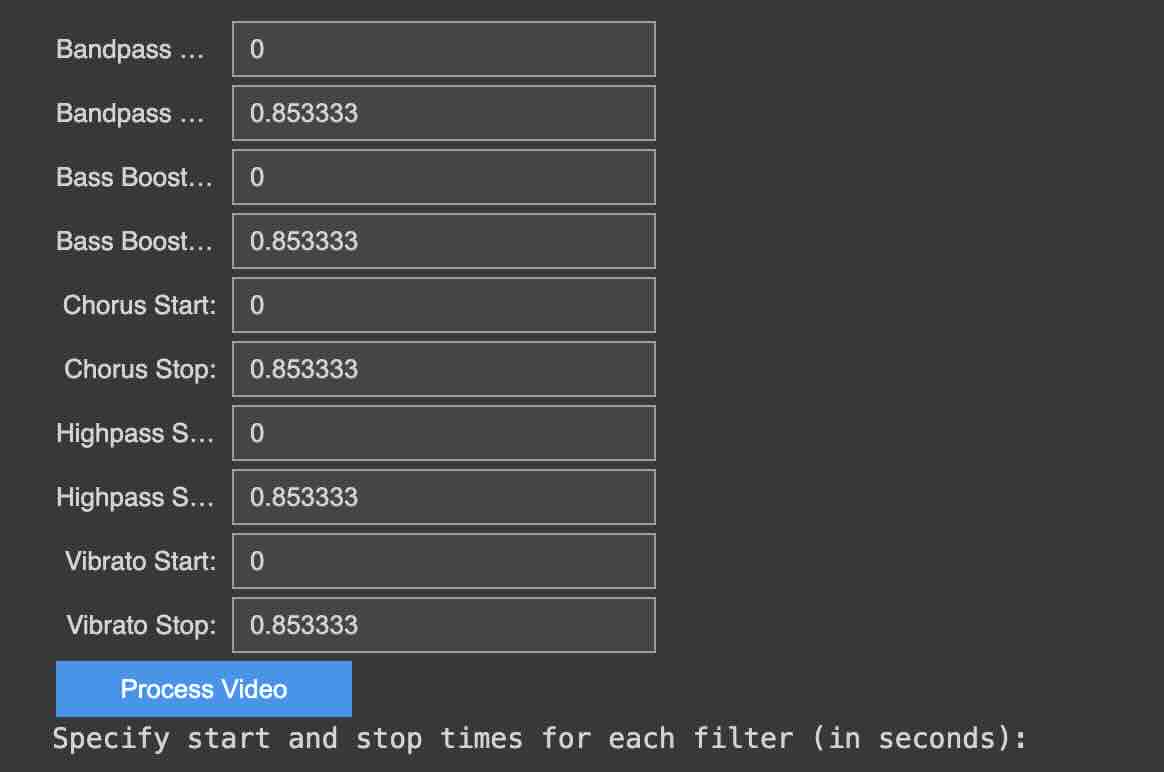 Bandpass ... 0
Bandpass ... 0.853333
Bass Boost... 0
Bass Boost... 0.853333
Chorus Start: 0
Chorus Stop: 0.853333
Highpass S... 0
Highpass S... 0.853333
Vibrato Start: 0
Vibrato Stop: 0.853333
Process Video
Specify start and stop times for each filter (in seconds):